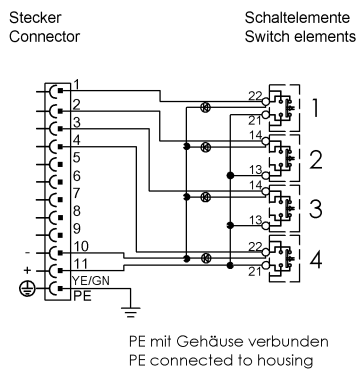 Stecker
Connector
Schaltelemente
Switch elements
1
2
3
4
5
6
7
8
9
- 10
+ 11
YE/GN
PE
22
21
1
14
13
2
14
13
3
22
21
4
PE mit Gehäuse verbunden
PE connected to housing